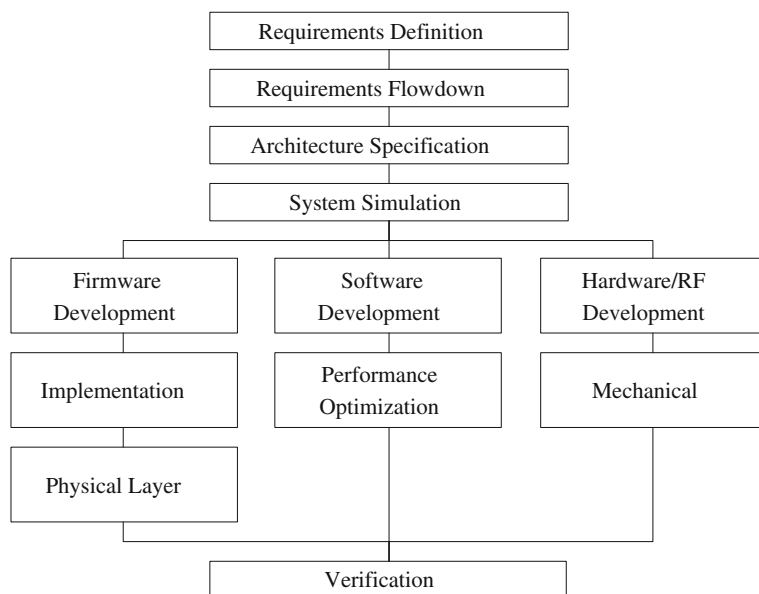 Requirements Definition
Requirements Flowdown
Architecture Specification
System Simulation
Firmware
Development
Software
Development
Hardware/RF
Development
Implementation
Performance
Optimization
Mechanical
Physical Layer
Verification